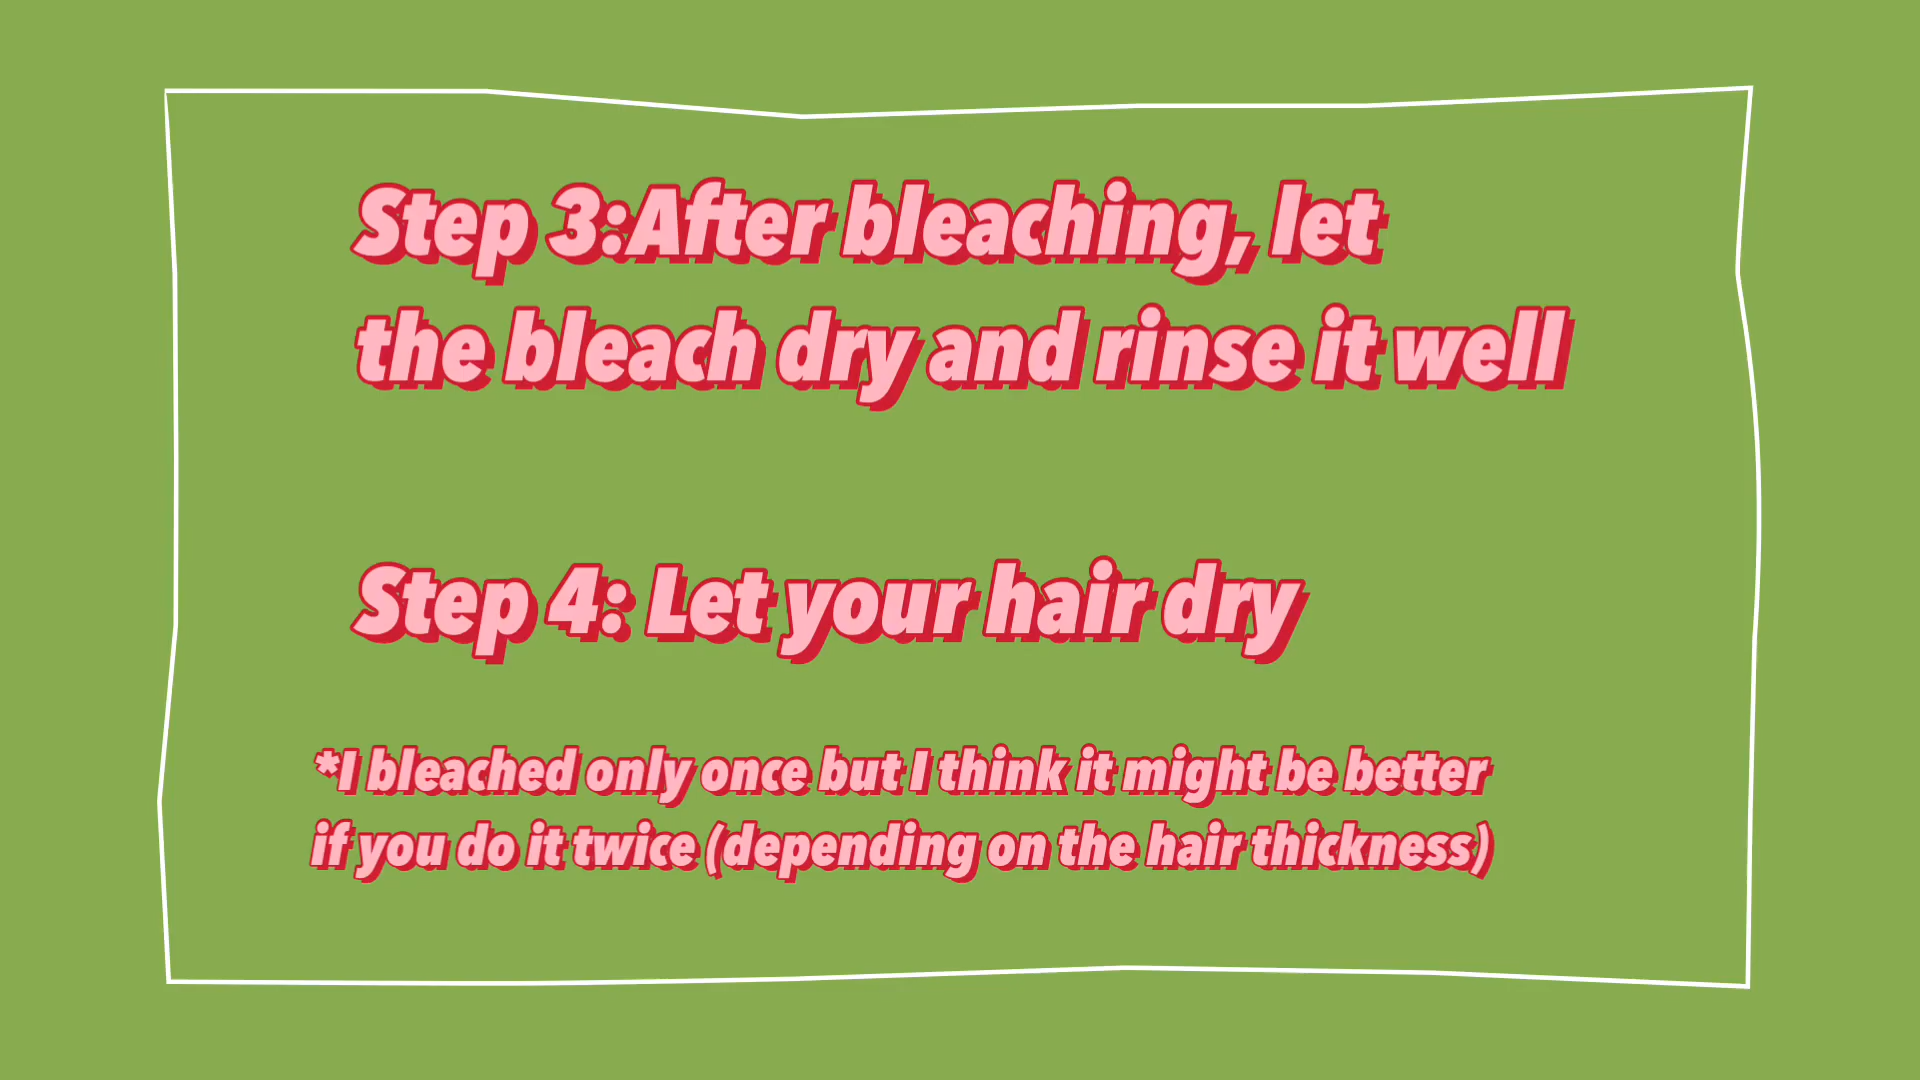 Step 3:After bleaching, let
the bleach dry and rinse it well
Step 4: Let your hair dry
*I bleached only once but I think it might be better
if you do it twice (depending on the hair thickness)